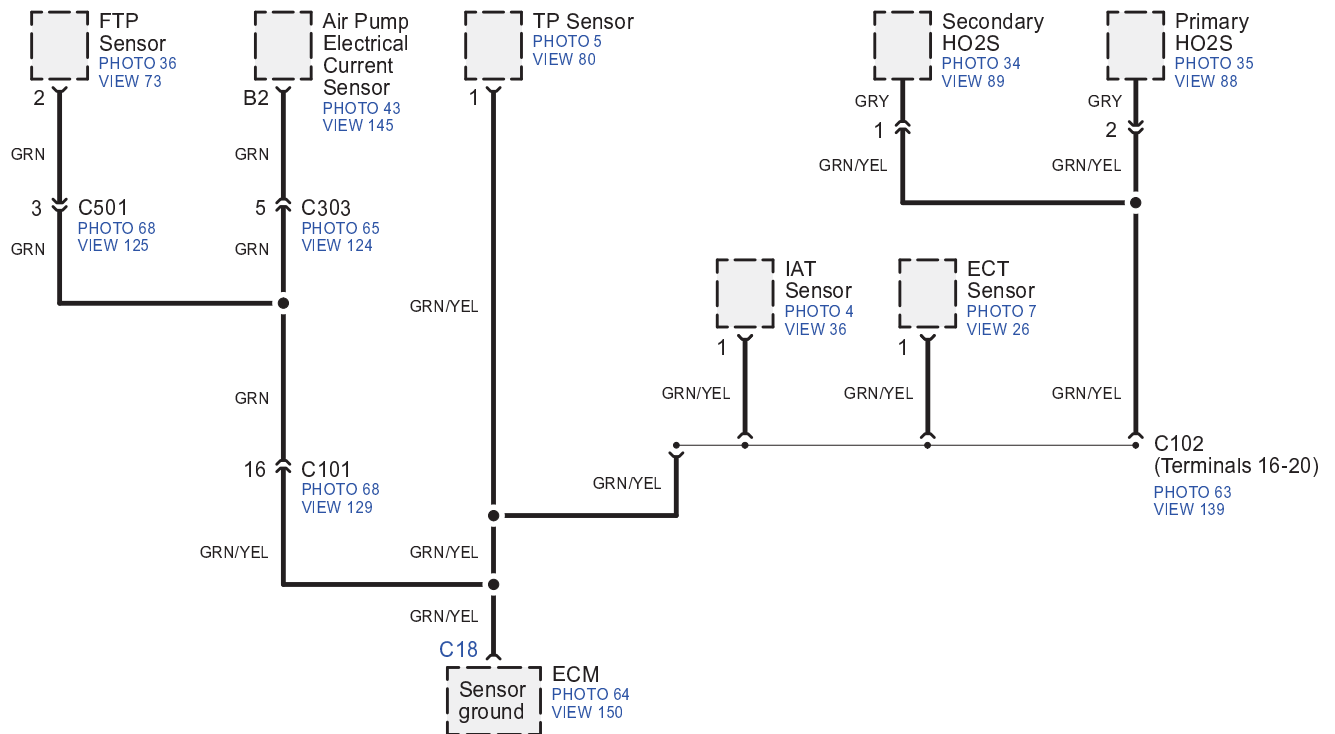 FTP
Sensor
PHOTO 36
VIEW 73
Air Pump
Electrical
Current
Sensor
PHOTO 43
VIEW 145
TP Sensor
PHOTO 5
VIEW 80
Secondary
HO2S
PHOTO 34
VIEW 89
Primary
HO2S
PHOTO 35
VIEW 88
2
B2
1
GRY
GRY
1
2
GRN
GRN
GRN/YEL
GRN/YEL
3
C501
PHOTO 68
VIEW 125
5
C303
PHOTO 65
VIEW 124
GRN
GRN
IAT
Sensor
PHOTO 4
VIEW 36
ECT
Sensor
PHOTO 7
VIEW 26
GRN/YEL
1
1
GRN
GRN/YEL
GRN/YEL
GRN/YEL
C102
(Terminals 16-20)
PHOTO 63
VIEW 139
16
C101
PHOTO 68
VIEW 129
GRN/YEL
GRN/YEL
GRN/YEL
GRN/YEL
C18
Sensor
ground
ECM
PHOTO 64
VIEW 150